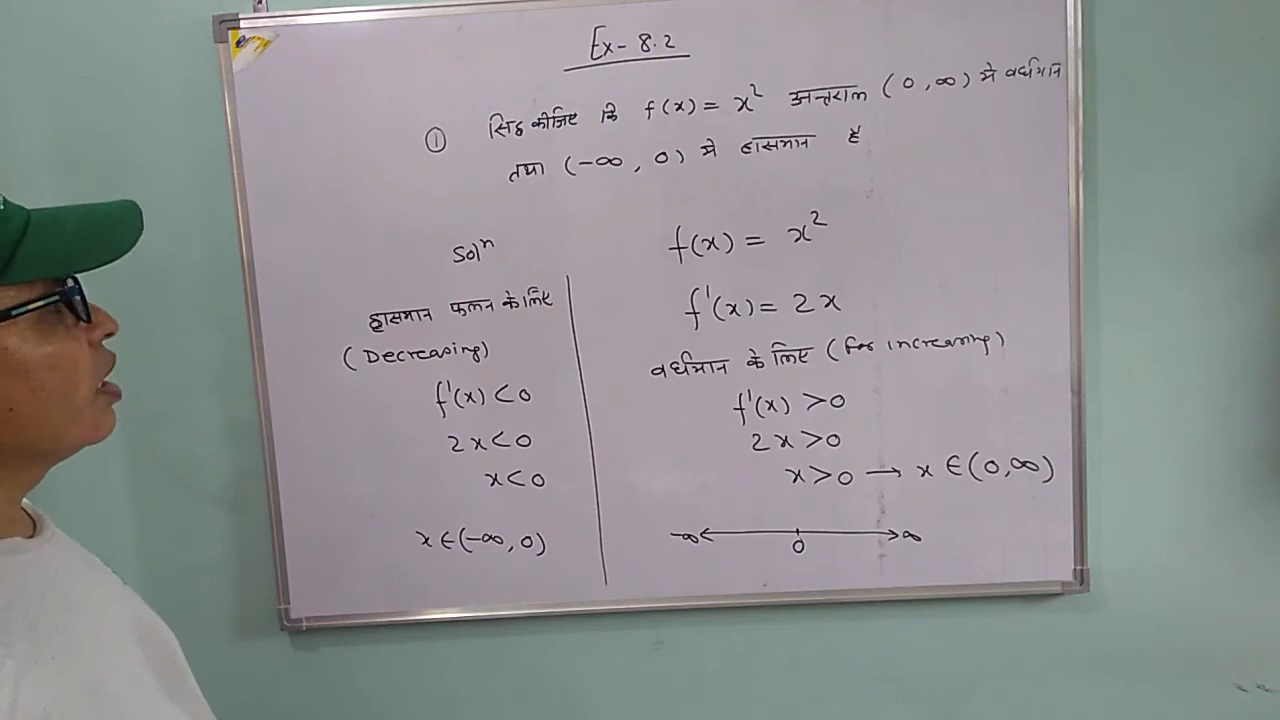 Ex- 8.2
① सिद्ध कीजिए कि f(x) = x² अन्तराल (0, ∞) मे वर्धमान
तथा (-∞, 0) मे हासमान है
Solⁿ
f(x) = x²
f'(x) = 2x
वर्धमान के लिए (for increasing)
f'(x) >0
2x>0
x>0 → x ∈ (0,∞)
-∞ 0 ∞
हासमान फलन के लिए
(Decreasing)
f'(x) <0
2x<0
x<0
x ∈ (-∞, 0)